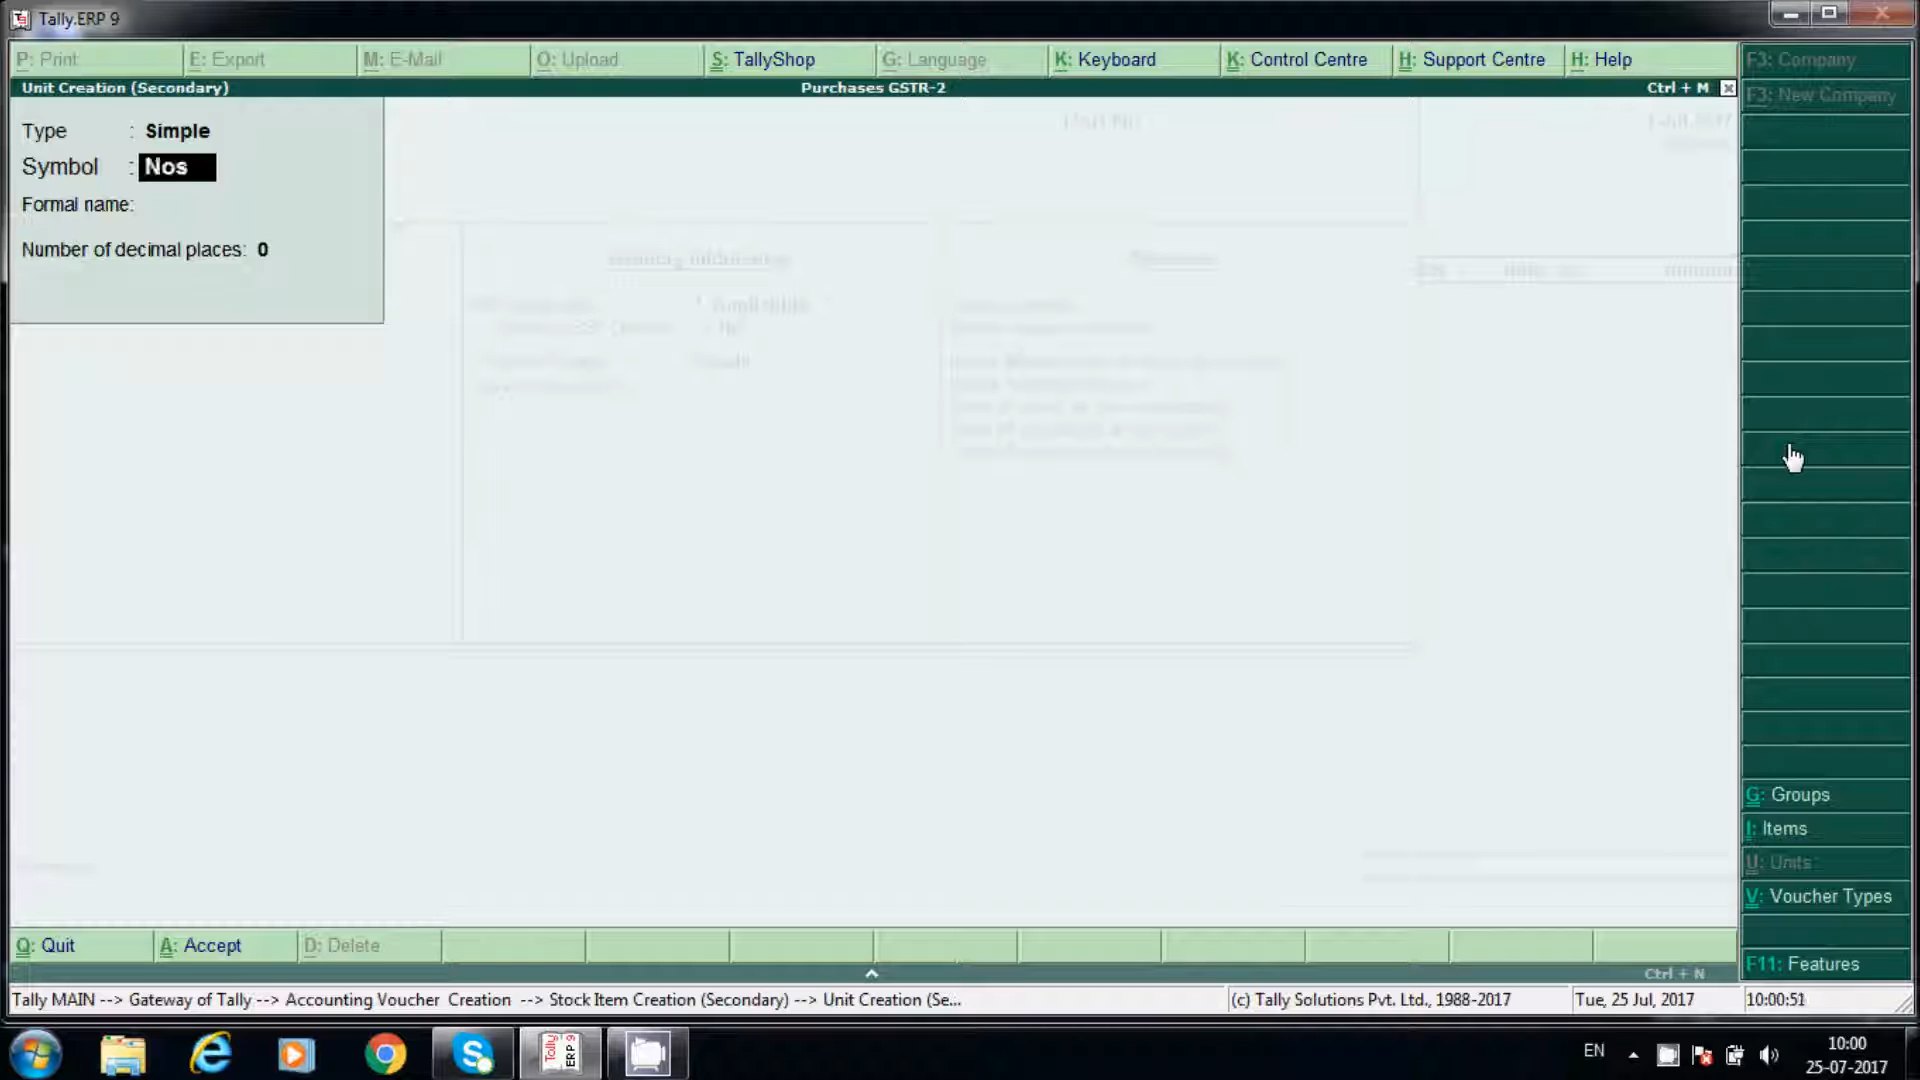 Tally.ERP 9
P: Print E: Export M: E-Mail O: Upload S: TallyShop G: Language K: Keyboard K: Control Centre H: Support Centre H: Help F3: Company
Unit Creation (Secondary) Purchases GSTR-2 Ctrl + M F3: New Company
Type : Simple
Symbol : Nos
Formal name:
Number of decimal places: 0
G: Groups
I: Items
U: Units
V: Voucher Types
Q: Quit A: Accept D: Delete
Ctrl + N F11: Features
Tally MAIN --> Gateway of Tally --> Accounting Voucher Creation --> Stock Item Creation (Secondary) --> Unit Creation (Se... (c) Tally Solutions Pvt. Ltd., 1988-2017 Tue, 25 Jul, 2017 10:00:51
Tally ERP 9
EN 10:00
25-07-2017